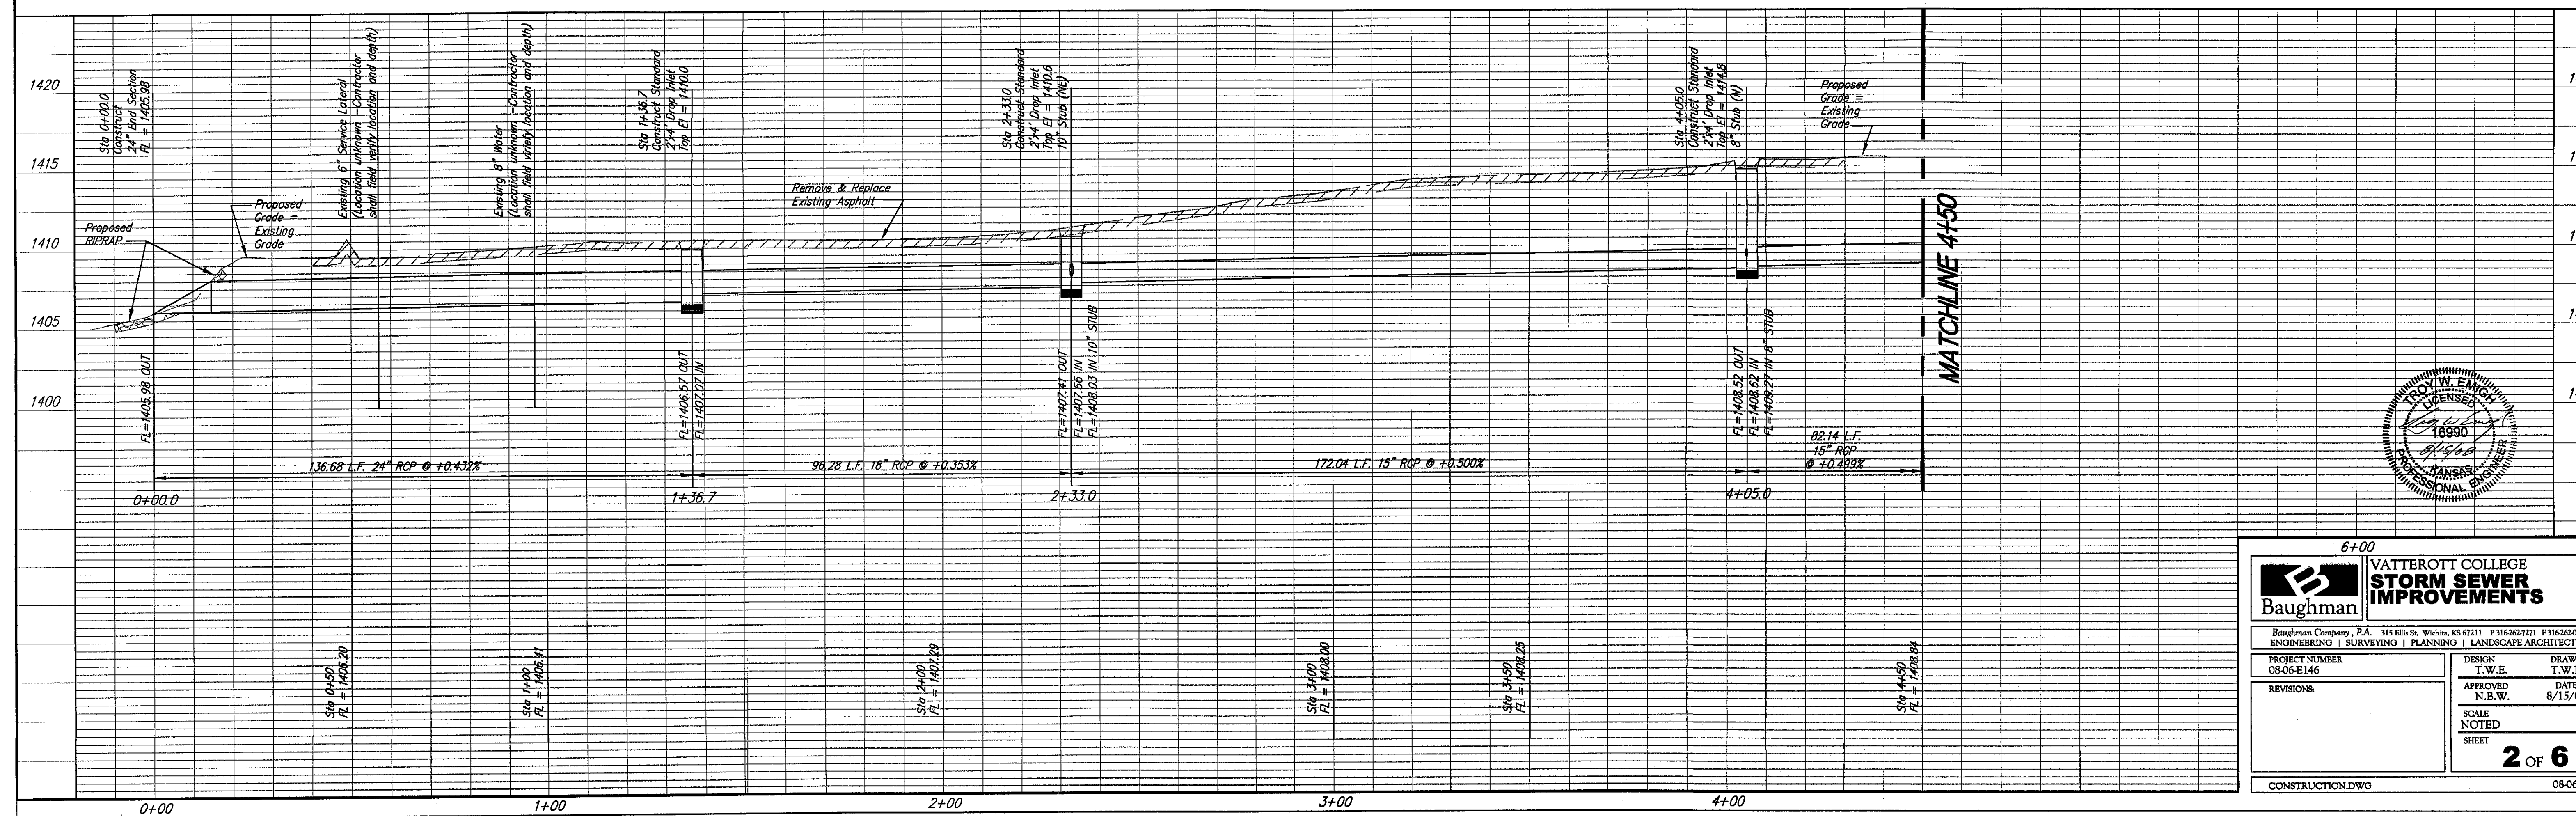 1420
1415
1410
1405
1400
Sta 0+00.0
Construct
24" End Section
FL = 1405.98
Existing 6" Service Lateral
(Location unknown -Contractor
shall field verify location and depth)
Existing 8" Water
(Location unknown -Contractor
shall field viriefy location and depth)
Sta 1+36.7
Construct Standard
2'x4' Drop Inlet
Top El = 1410.0
Sta 2+33.0
Construct Standard
2'x4' Drop Inlet
Top El = 1410.6
10" Stub (NE)
Sta 4+05.0
Construct Standard
2'x4' Drop Inlet
Top El = 1414.8
8" Stub (N)
Proposed
Grade =
Existing
Grade
Proposed
RIPRAP
Proposed
Grade =
Existing
Grade
Remove & Replace
Existing Asphalt
MATCHLINE 4+50
FL=1405.98 OUT
FL=1406.57 OUT
FL=1407.07 IN
FL=1407.41 OUT
FL=1407.56 IN
FL=1408.03 IN 10" STUB
FL=1408.52 OUT
FL=1408.62 IN
FL=1409.27 IN 8" STUB
136.68 L.F. 24" RCP @ +0.432%
96.28 L.F. 18" RCP @ +0.353%
172.04 L.F. 15" RCP @ +0.500%
82.14 L.F.
15" RCP
@ +0.499%
0+00.0
1+36.7
2+33.0
4+05.0
Sta 0+50
FL = 1406.20
Sta 1+00
FL = 1406.41
Sta 2+00
FL = 1407.29
Sta 3+00
FL = 1408.00
Sta 3+50
FL = 1408.25
Sta 4+50
FL = 1408.84
0+00
1+00
2+00
3+00
4+00
6+00
TROY W. EMIGH
LICENSED
16990
8/15/08
KANSAS
PROFESSIONAL ENGINEER
Baughman
VATTEROTT COLLEGE
STORM SEWER
IMPROVEMENTS
Baughman Company, P.A. 315 Ellis St. Wichita, KS 67211 P 316-262-7271
ENGINEERING | SURVEYING | PLANNING | LANDSCAPE
PROJECT NUMBER
08-06-E146
REVISIONS:
DESIGN
T.W.E.
APPROVED
N.B.W.
8/15/
SCALE
NOTED
SHEET
2 OF 6
CONSTRUCTION.DWG